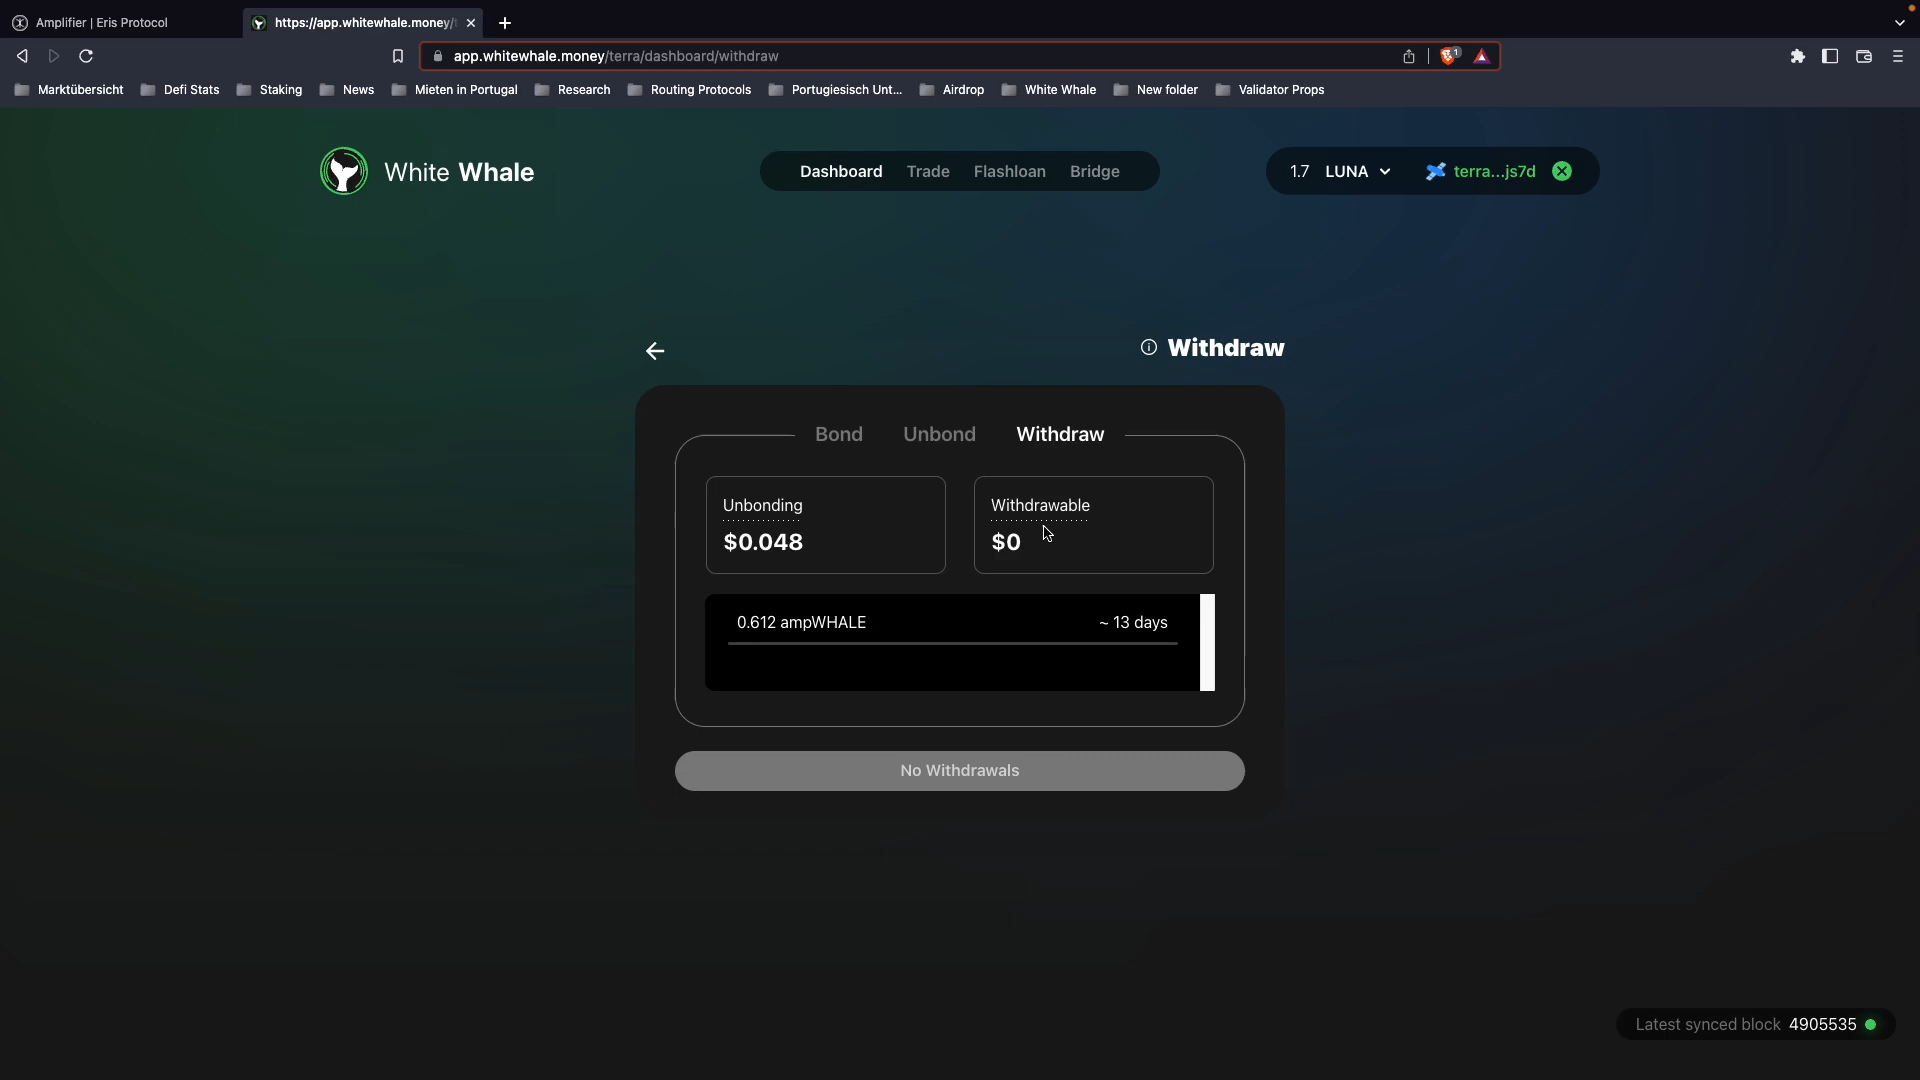 Amplifier | Eris Protocol
https://app.whitewhale.money/t
app.whitewhale.money/terra/dashboard/withdraw
1
Marktübersicht
Defi Stats
Staking
News
Mieten in Portugal
Research
Routing Protocols
Portugiesisch Unt...
Airdrop
White Whale
New folder
Validator Props
White Whale
Dashboard
Trade
Flashloan
Bridge
1.7 LUNA
terra...js7d
Withdraw
Bond
Unbond
Withdraw
Unbonding
$0.048
Withdrawable
$0
0.612 ampWHALE
~ 13 days
No Withdrawals
Latest synced block 4905535